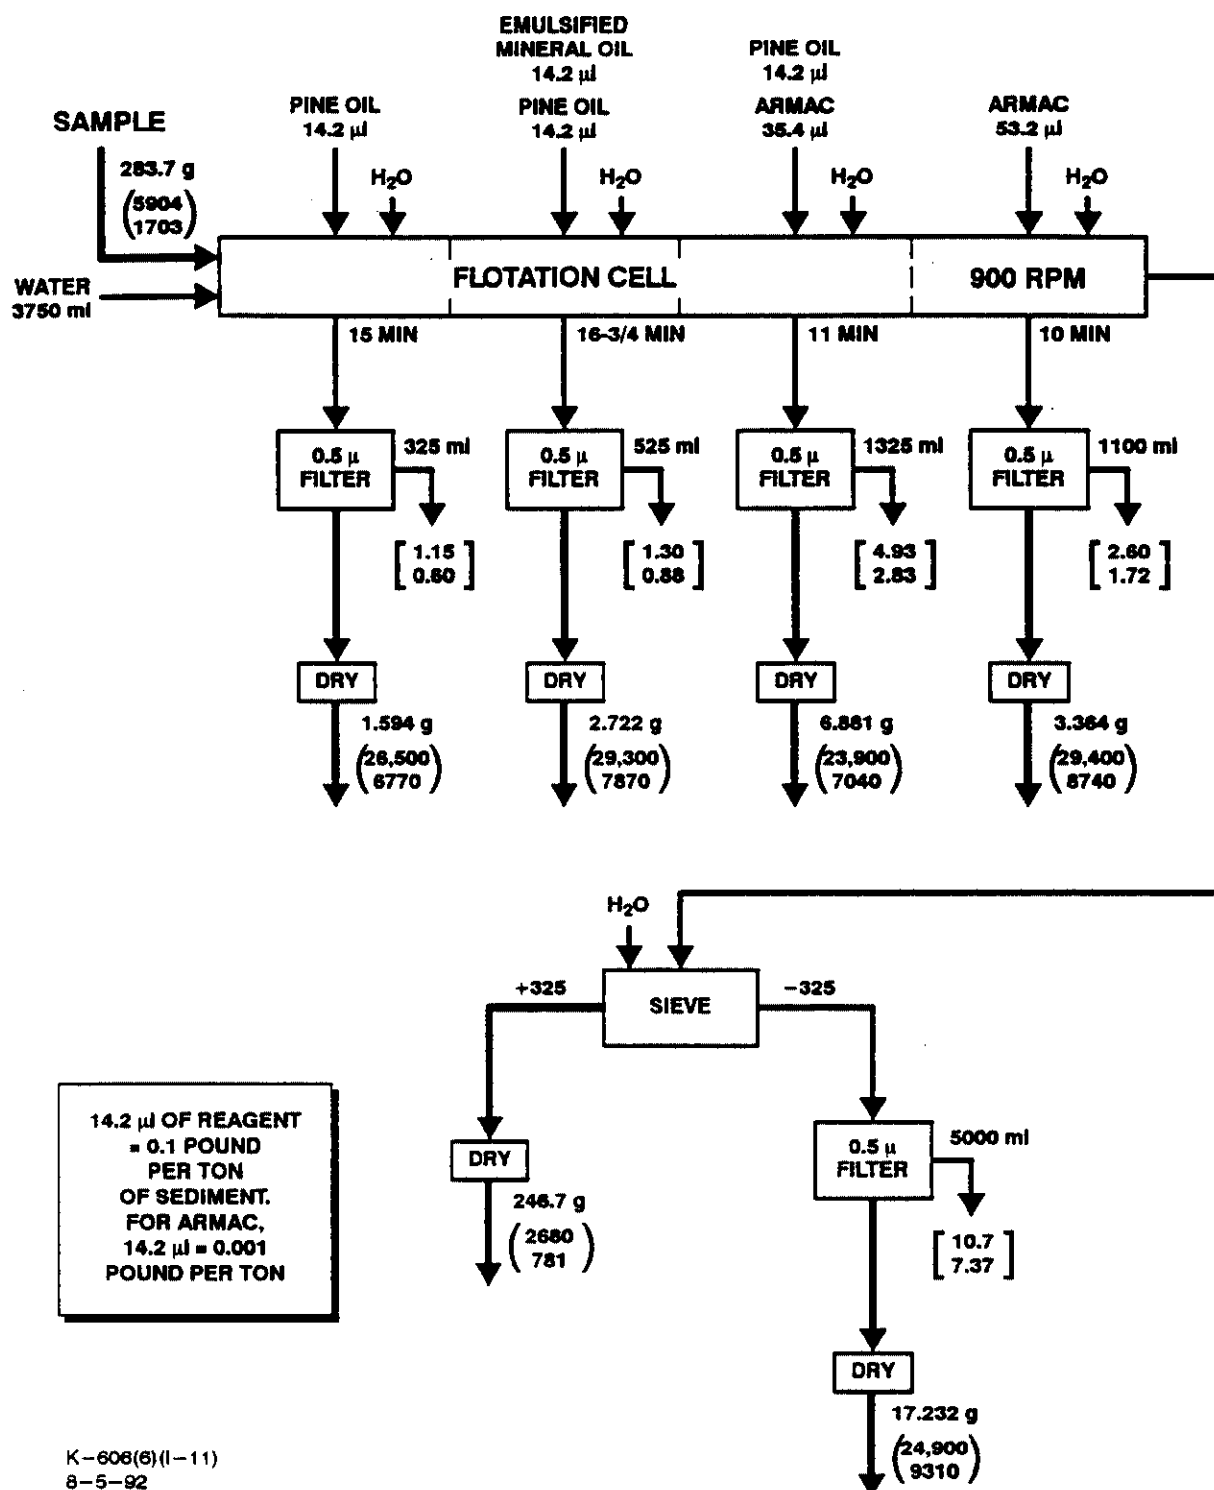 EMULSIFIED
MINERAL OIL
14.2 µl
PINE OIL
14.2 µl
PINE OIL
14.2 µl
PINE OIL
14.2 µl
ARMAC
35.4 µl
ARMAC
53.2 µl
SAMPLE
283.7 g
(5904
1703)
H₂O
H₂O
H₂O
H₂O
WATER
3750 ml
FLOTATION CELL
900 RPM
15 MIN
16-3/4 MIN
11 MIN
10 MIN
0.5 µ
FILTER
325 ml
0.5 µ
FILTER
525 ml
0.5 µ
FILTER
1325 ml
0.5 µ
FILTER
1100 ml
[1.15
0.60]
[1.30
0.88]
[4.93
2.83]
[2.60
1.72]
DRY
DRY
DRY
DRY
1.594 g
(26,500
6770)
2.722 g
(29,300
7870)
6.881 g
(23,900
7040)
3.364 g
(29,400
8740)
H₂O
+325
SIEVE
−325
14.2 µl OF REAGENT
= 0.1 POUND
PER TON
OF SEDIMENT.
FOR ARMAC,
14.2 µl = 0.001
POUND PER TON
DRY
246.7 g
(2680
781)
0.5 µ
FILTER
5000 ml
[10.7
7.37]
DRY
17.232 g
(24,900
9310)
K-606(6)(I-11)
8-5-92